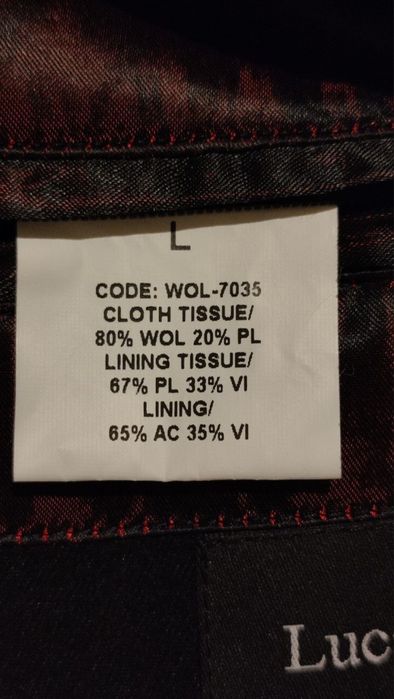 L
CODE: WOL-7035
CLOTH TISSUE/
80% WOL 20% PL
LINING TISSUE/
67% PL 33% VI
LINING/
65% AC 35% VI